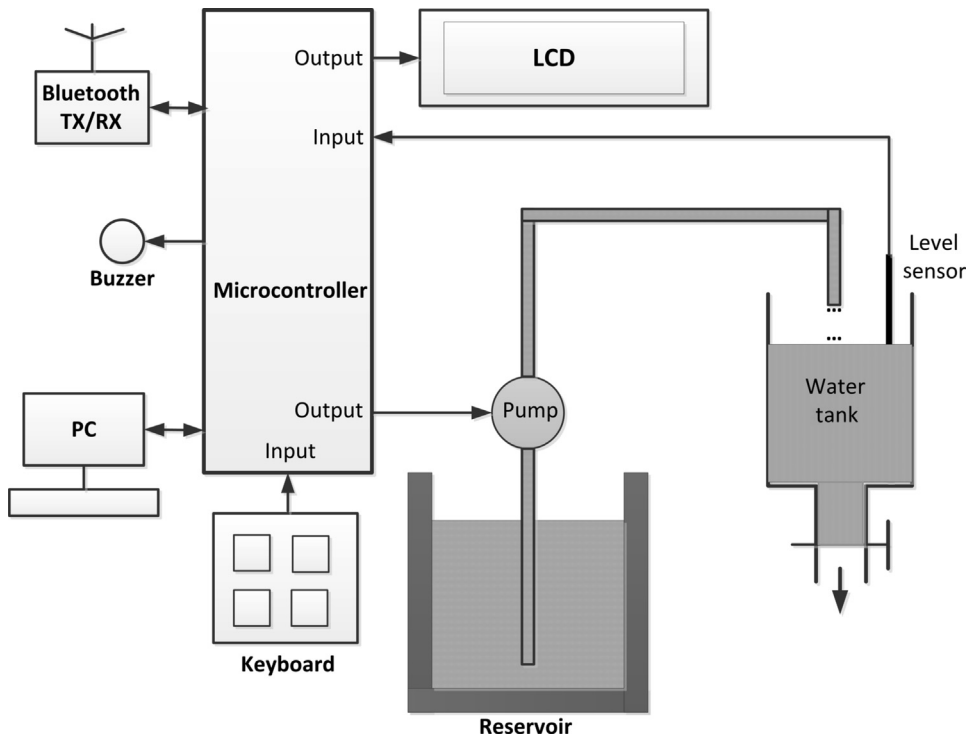 Output
LCD
Bluetooth
TX/RX
Input
Level
sensor
Buzzer
Microcontroller
Water
tank
Output
Pump
PC
Input
Keyboard
Reservoir